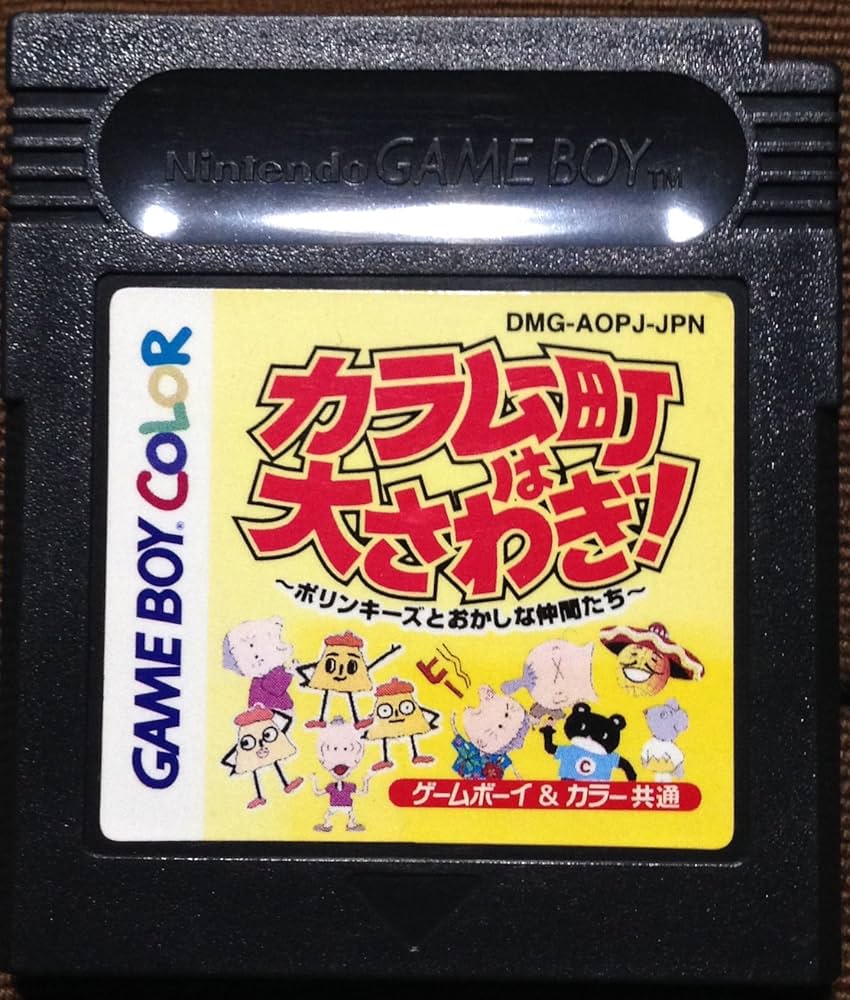 Nintendo GAME BOY™
GAME BOY® COLOR
DMG-AOPJ-JPN
カラムー町
は
大さわぎ!
～ポリンキーズとおかしな仲間たち～
ヒー
C
ゲームボーイ & カラー共通